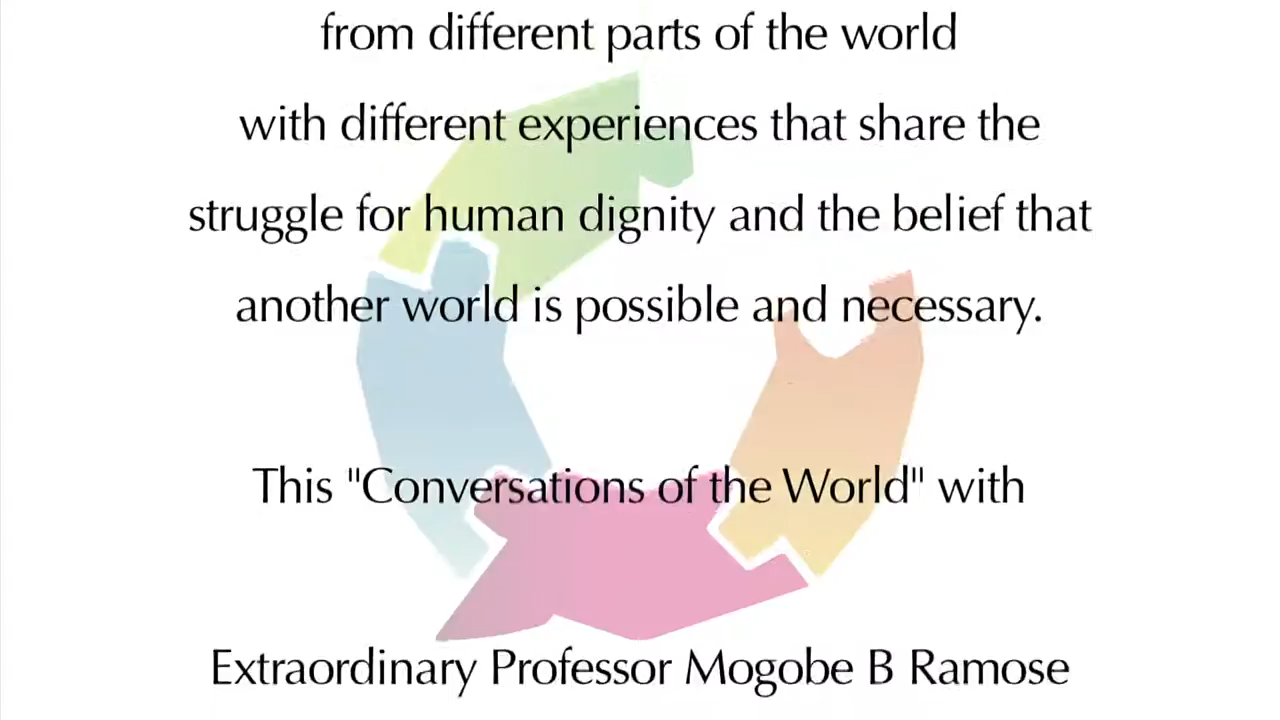 from different parts of the world
with different experiences that share the
struggle for human dignity and the belief that
another world is possible and necessary.
This "Conversations of the World" with
Extraordinary Professor Mogobe B Ramose